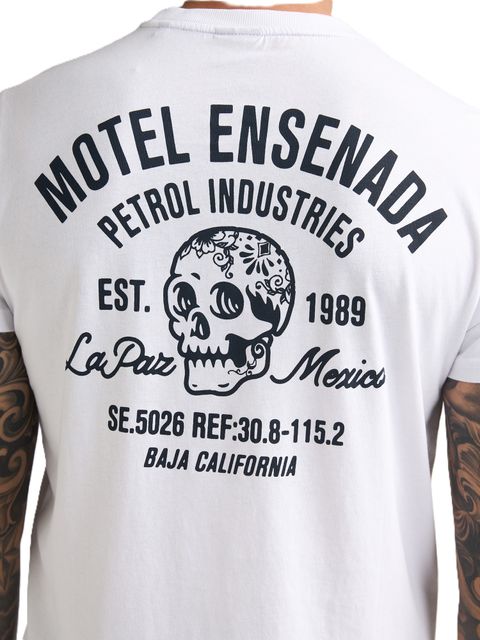 MOTEL ENSENADA
PETROL INDUSTRIES
EST. 1989
La Paz Mexico
SE.5026 REF:30.8-115.2
BAJA CALIFORNIA